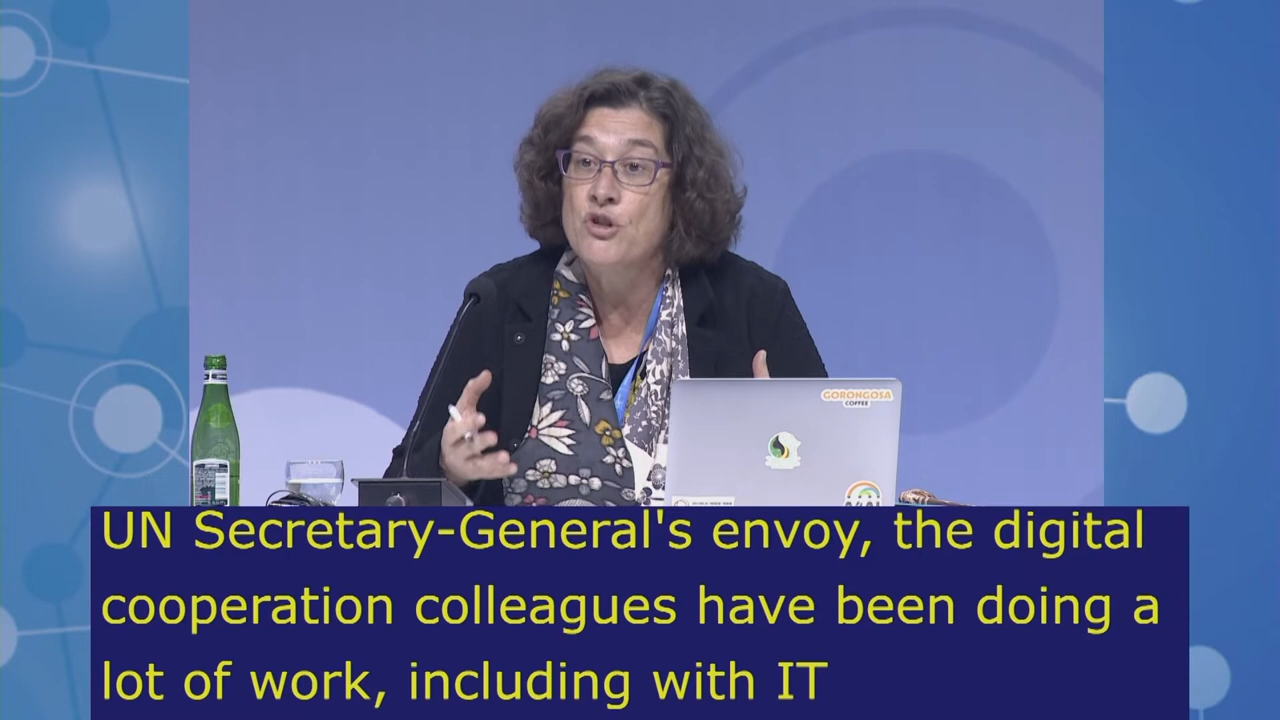 GORONGOSA
COFFEE
UN Secretary-General's envoy, the digital
cooperation colleagues have been doing a
lot of work, including with IT